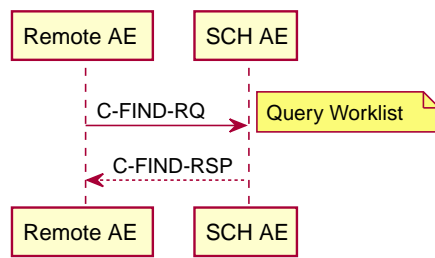 Remote AE
SCH AE
C-FIND-RQ
Query Worklist
C-FIND-RSP
Remote AE
SCH AE